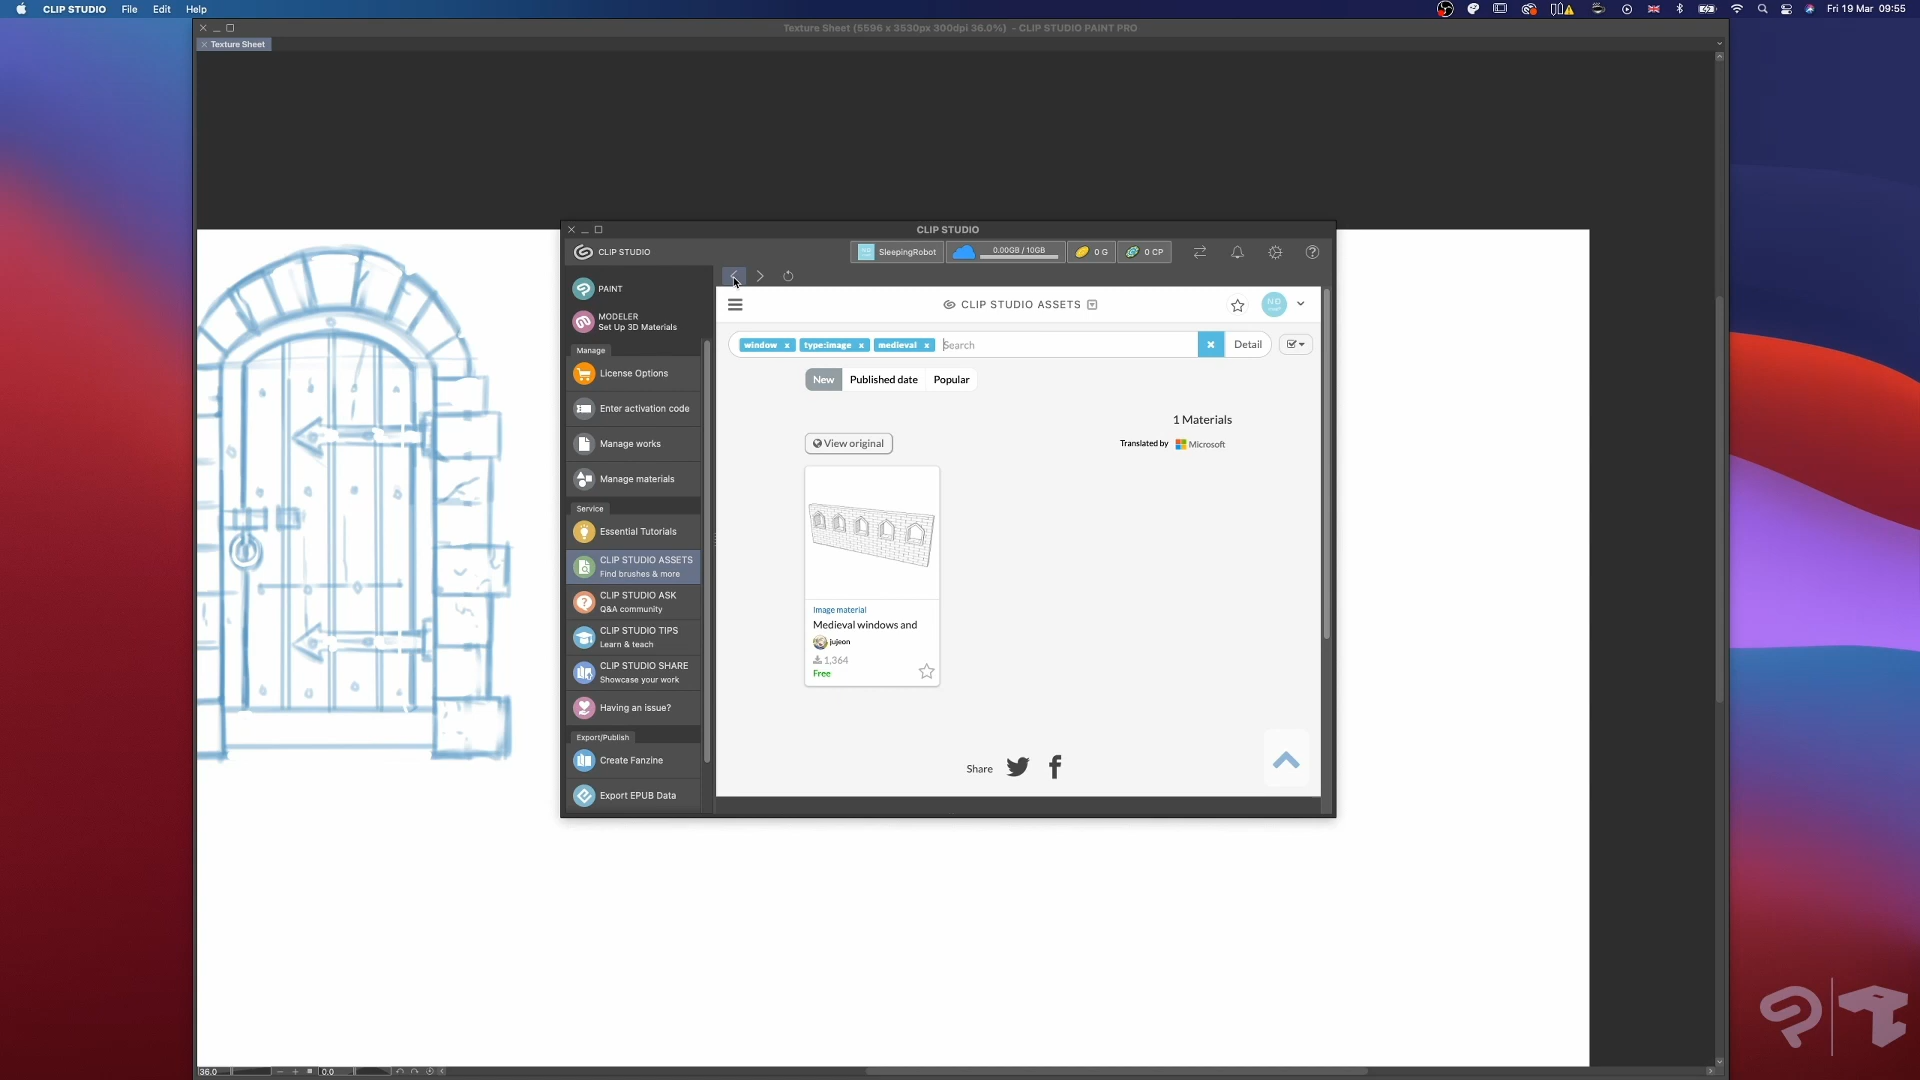 CLIP STUDIO File Edit Help
Fri 19 Mar 09:55
Texture Sheet (5596 x 3530px 300dpi 36.0%) - CLIP STUDIO PAINT PRO
Texture Sheet
CLIP STUDIO
CLIP STUDIO
SleepingRobot
0.00GB / 10GB
0 G
0 CP
PAINT
MODELER
Set Up 3D Materials
Manage
License Options
Enter activation code
Manage works
Manage materials
Service
Essential Tutorials
CLIP STUDIO ASSETS
Find brushes & more
CLIP STUDIO ASK
Q&A community
CLIP STUDIO TIPS
Learn & teach
CLIP STUDIO SHARE
Showcase your work
Having an issue?
Export/Publish
Create Fanzine
Export EPUB Data
CLIP STUDIO ASSETS
ND
window x type:image x medieval x Search
Detail
New Published date Popular
1 Materials
View original
Translated by Microsoft
Image material
Medieval windows and
jujeon
1,364
Free
Share
36.0
0.0